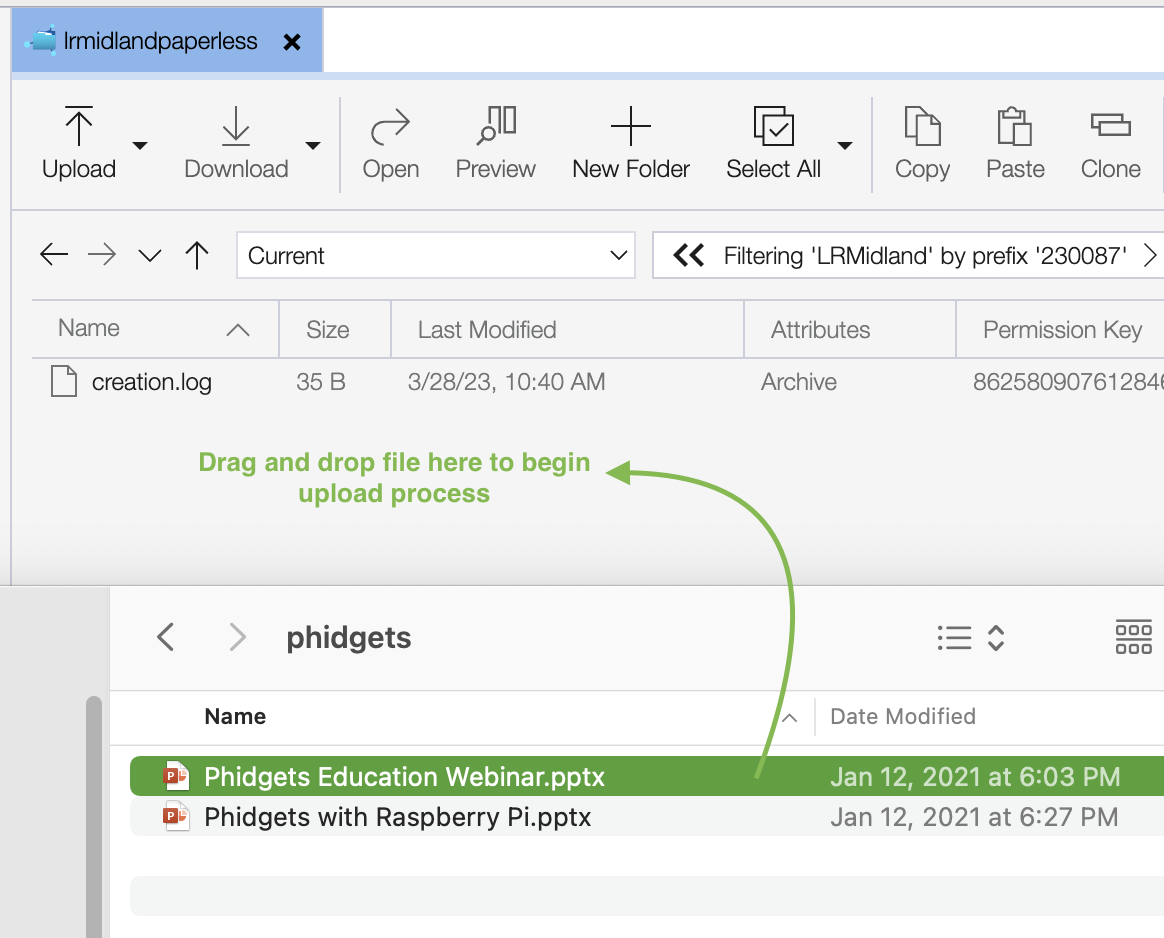 lrmidlandpaperless
Upload
Download
Open
Preview
New Folder
Select All
Copy
Paste
Clone
Current
Filtering 'LRMidland' by prefix '230087'
Name
Size
Last Modified
Attributes
Permission Key
creation.log
35 B
3/28/23, 10:40 AM
Archive
Drag and drop file here to begin
upload process
phidgets
Name
Date Modified
Phidgets Education Webinar.pptx
Jan 12, 2021 at 6:03 PM
Phidgets with Raspberry Pi.pptx
Jan 12, 2021 at 6:27 PM